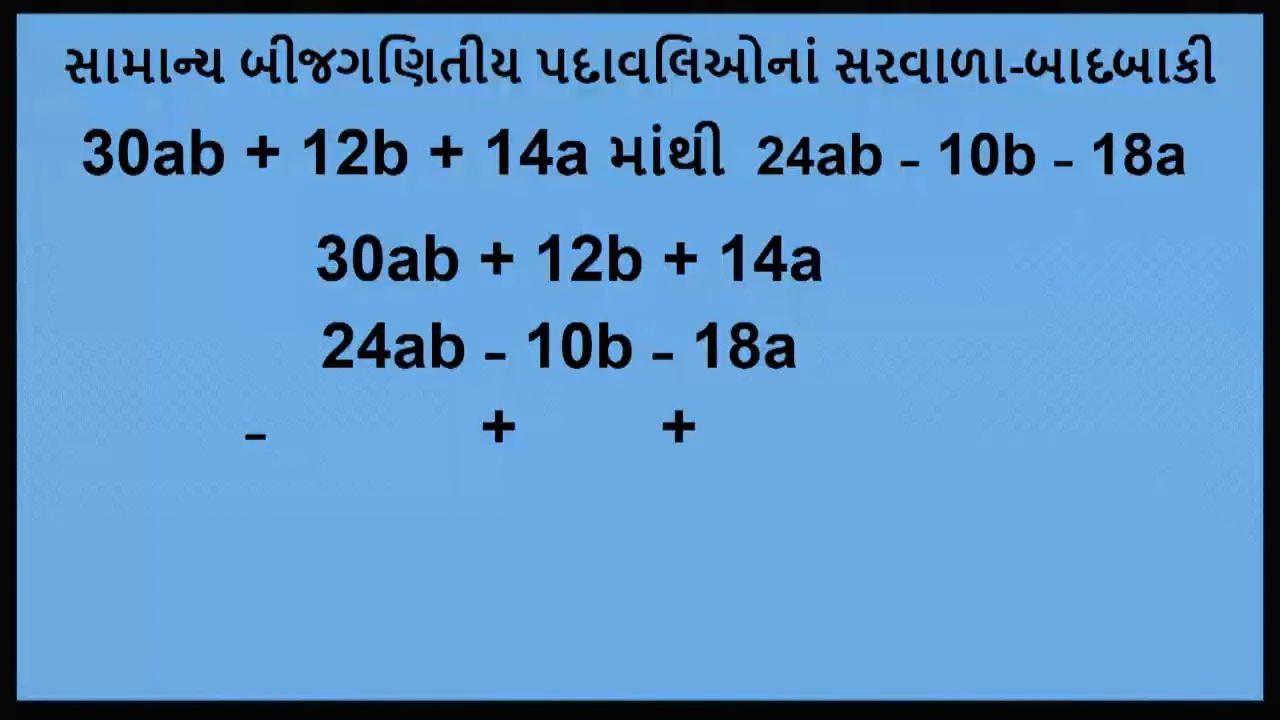 સામાન્ય બીજગણિતીય પદાવલિઓનાં સરવાળા-બાદબાકી
30ab + 12b + 14a માંથી 24ab - 10b - 18a
30ab + 12b + 14a
24ab - 10b - 18a
- + +